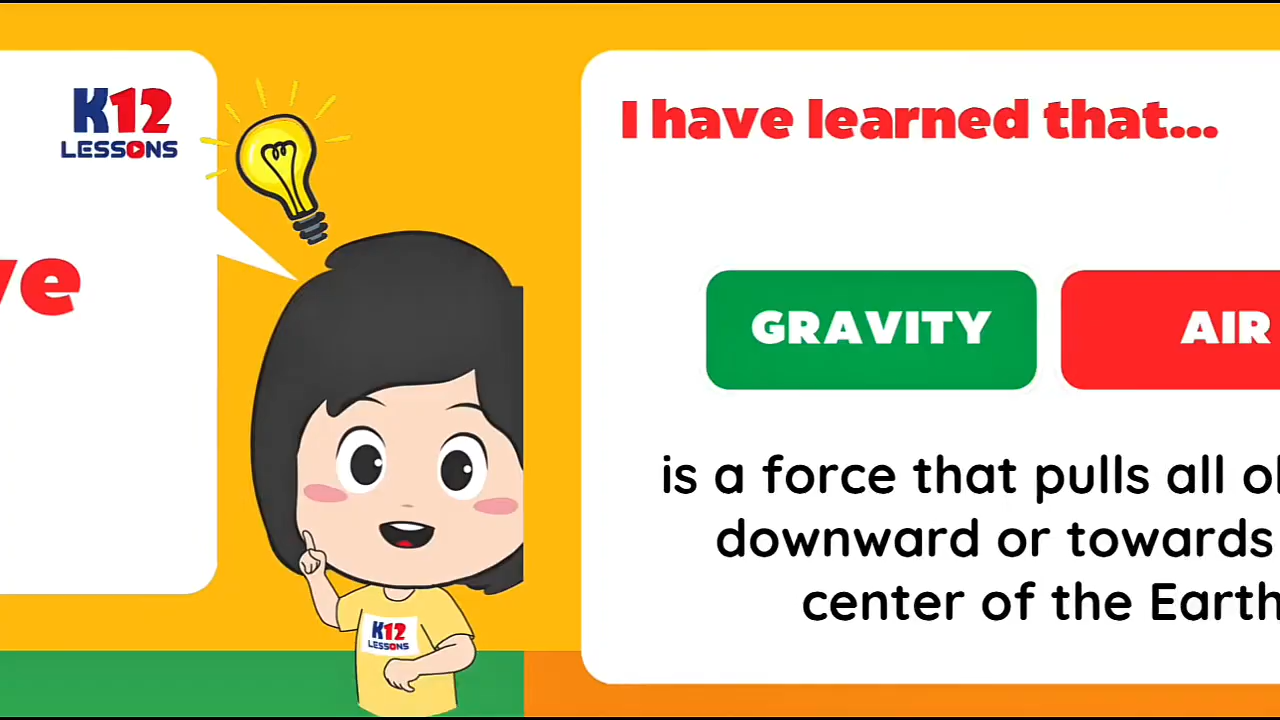 K12
LESSONS
ve
I have learned that...
GRAVITY
AIR
is a force that pulls all ob
downward or towards
center of the Earth
K12
LESSONS